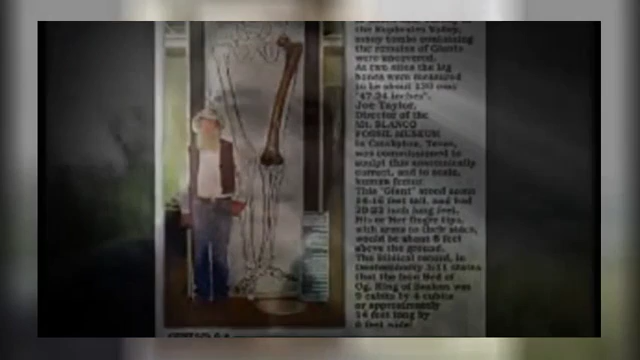 the Euphrates Valley,
many tombs containing
the remains of Giants
were uncovered.
At two sites the leg
bones were measured
to be about 120 cms
"47.24 inches".
Joe Taylor,
Director of the
Mt. BLANCO
FOSSIL MUSEUM
in Crosbyton, Texas,
was commissioned to
sculpt this anatomically
correct, and to scale,
human femur.
This "Giant" stood some
14-16 feet tall, and had
20-22 inch long feet.
His or Her finger tips,
with arms to their sides,
would be about 6 feet
above the ground.
The biblical record, in
Deuteronomy 3:11 states
that the Iron Bed of
Og, King of Bashan was
9 cubits by 4 cubits
or approximately
14 feet long by
6 feet wide!